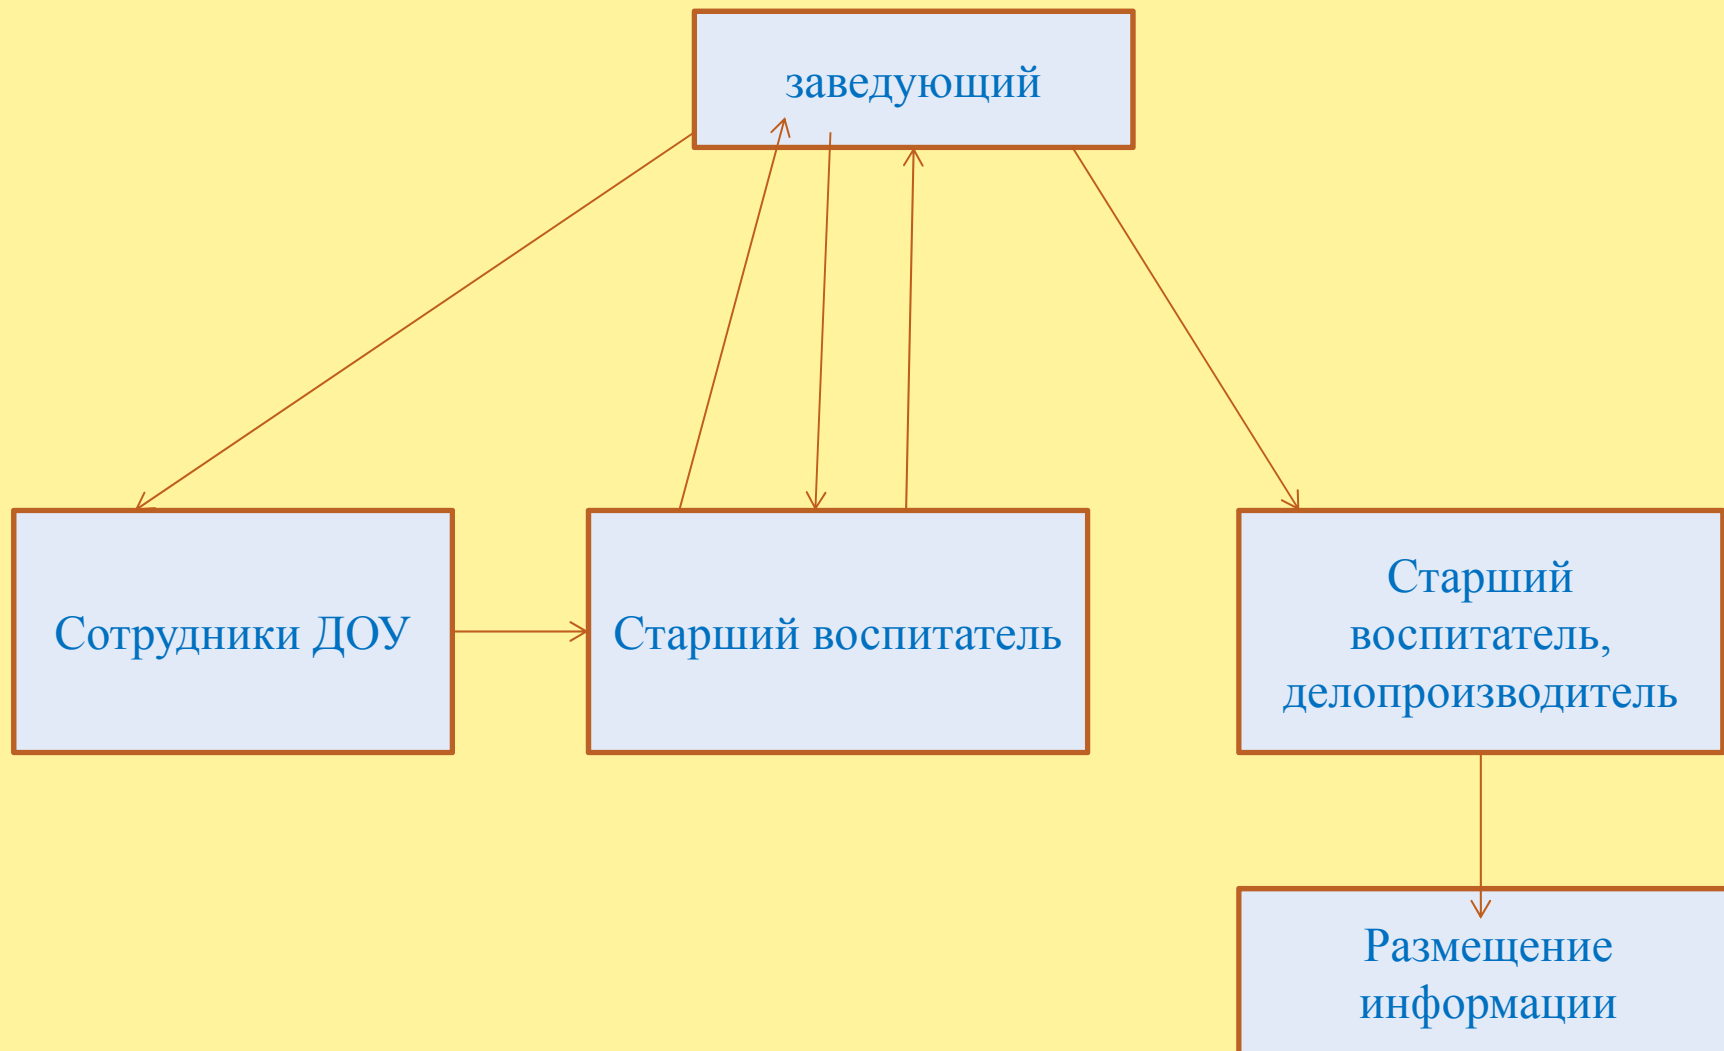 заведующий
Сотрудники ДОУ
Старший воспитатель
Старший
воспитатель,
делопроизводитель
Размещение
информации